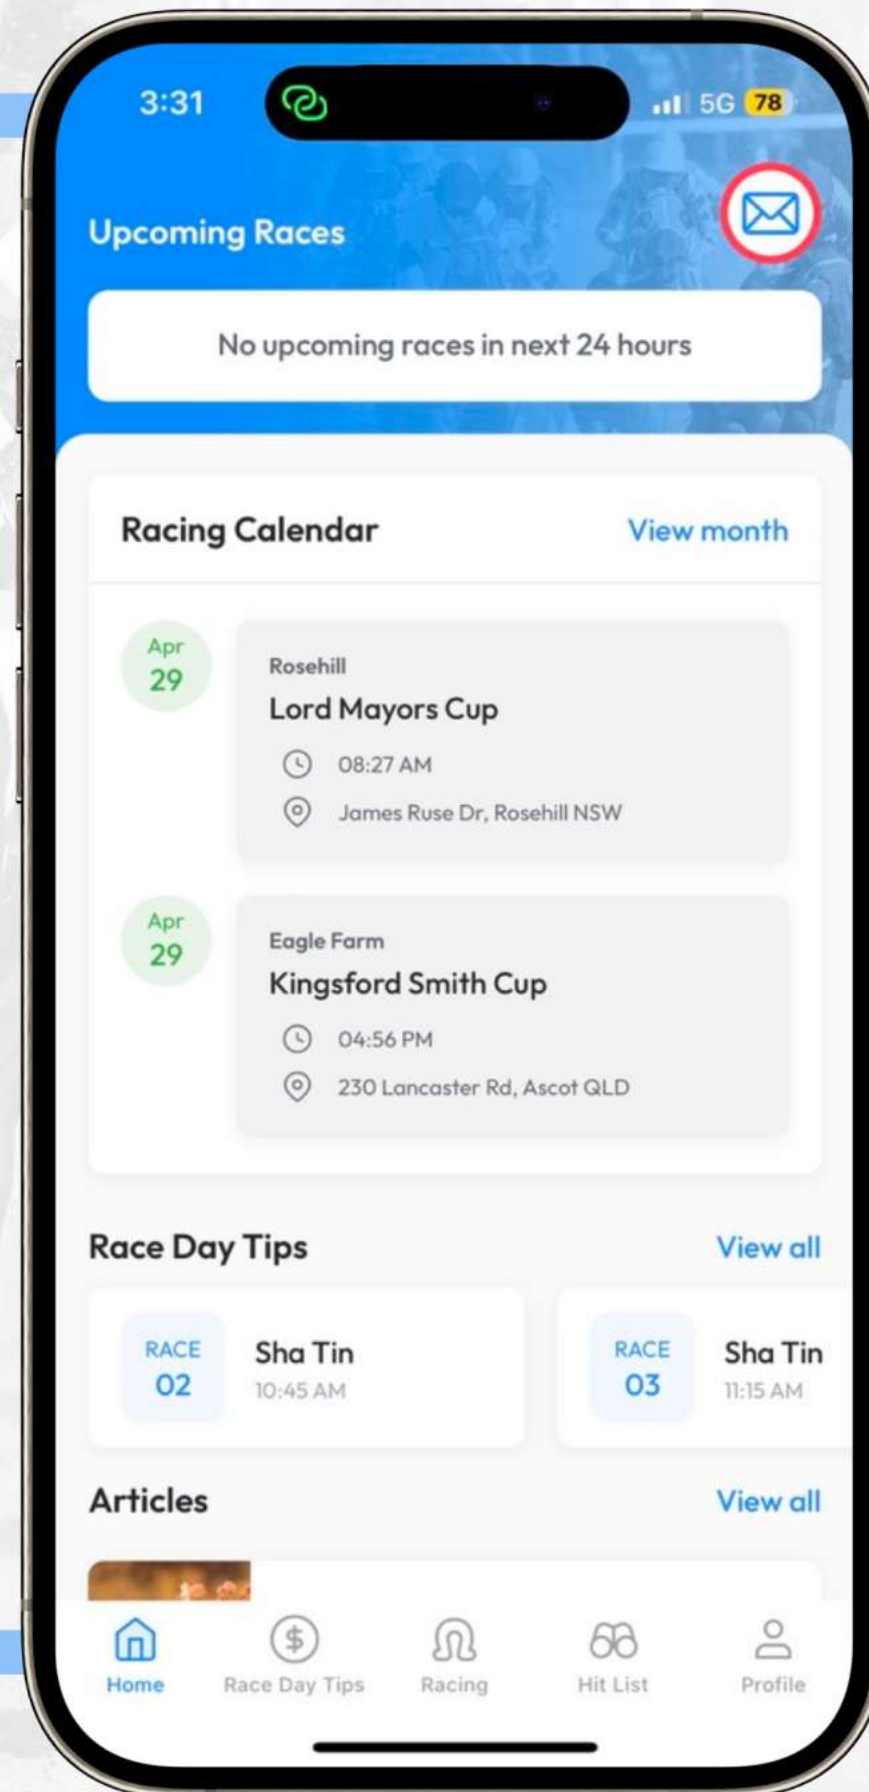 3:31
5G 78
Upcoming Races
No upcoming races in next 24 hours
Racing Calendar
View month
Apr
29
Rosehill
Lord Mayors Cup
08:27 AM
James Ruse Dr, Rosehill NSW
Apr
29
Eagle Farm
Kingsford Smith Cup
04:56 PM
230 Lancaster Rd, Ascot QLD
Race Day Tips
View all
RACE
02
Sha Tin
10:45 AM
RACE
03
Sha Tin
11:15 AM
Articles
View all
Home
Race Day Tips
Racing
Hit List
Profile